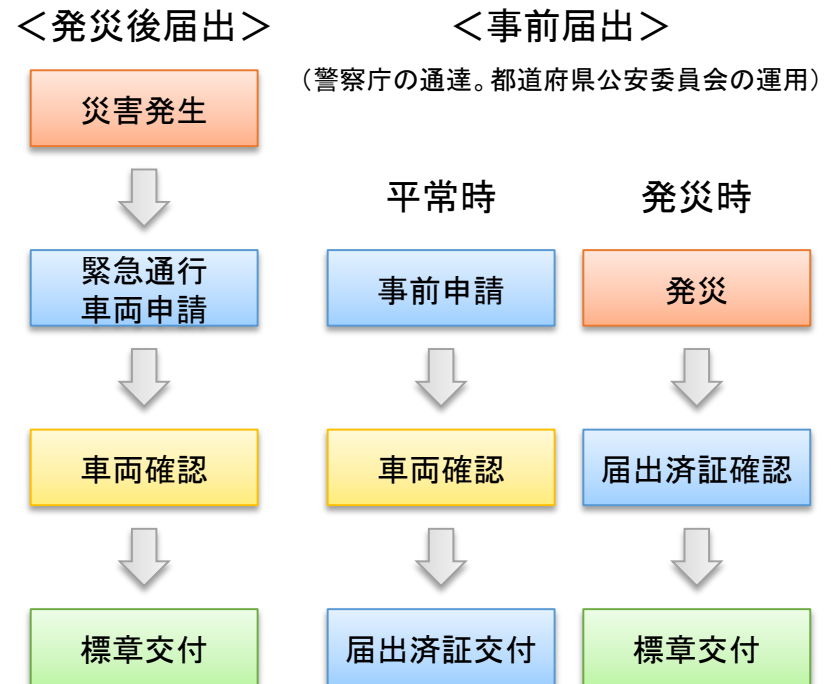 ＜発災後届出＞
災害発生
緊急通行
車両申請
車両確認
標章交付
＜事前届出＞
（警察庁の通達。都道府県公安委員会の運用）
平常時
事前申請
車両確認
届出済証交付
発災時
発災
届出済証確認
標章交付